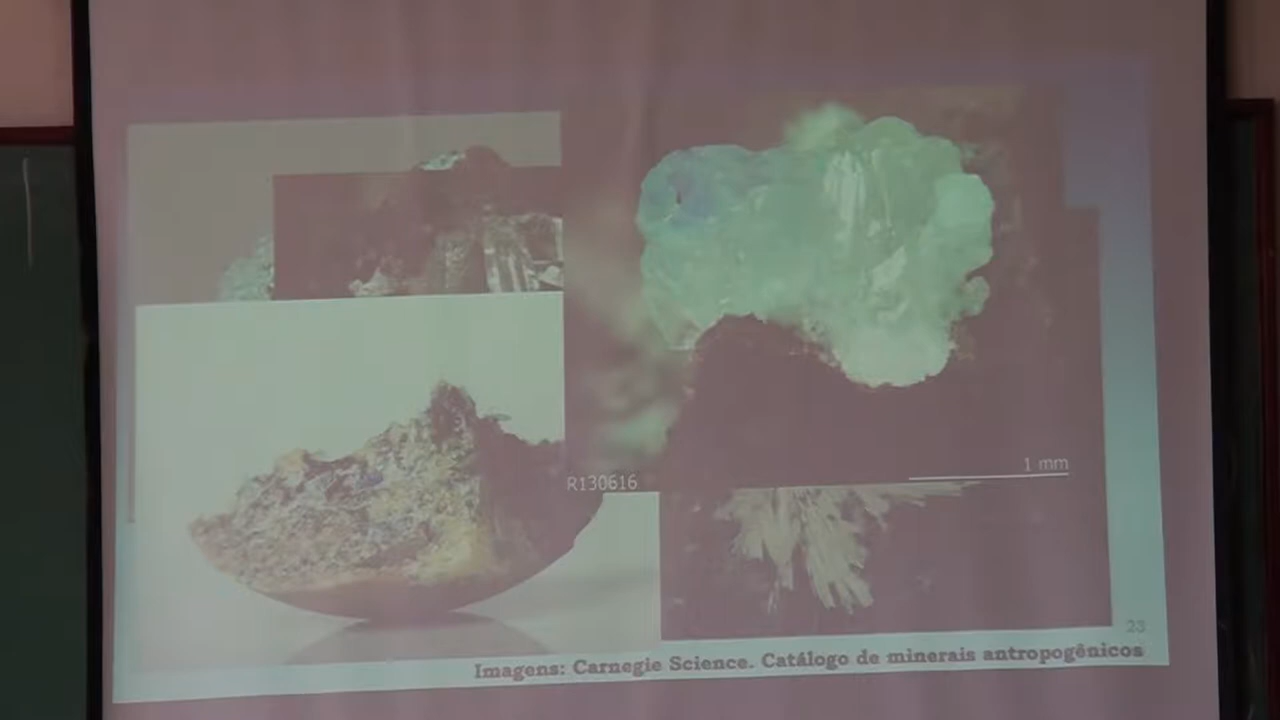 R130616
1 mm
23
Imagens: Carnegie Science. Catálogo de minerais antropogênicos